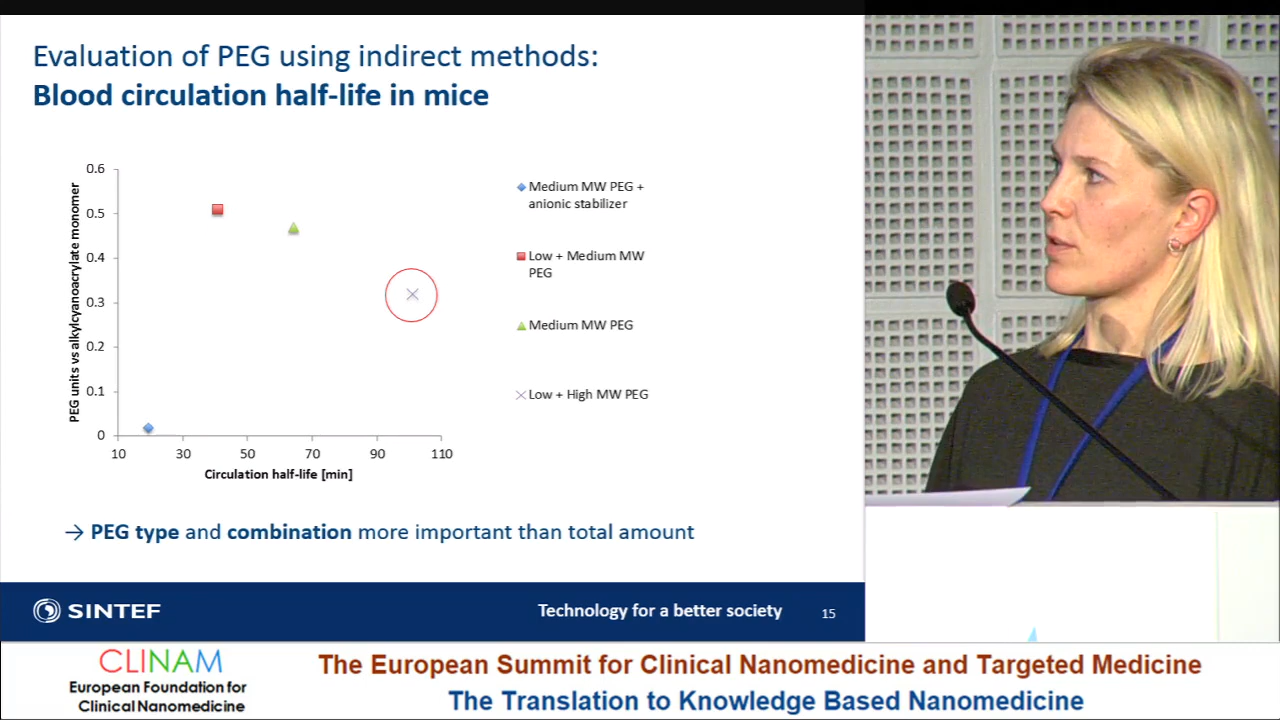 Evaluation of PEG using indirect methods:
Blood circulation half-life in mice
PEG units vs alkylcyanoacrylate monomer
0.6
0.5
0.4
0.3
0.2
0.1
0
10 30 50 70 90 110
Circulation half-life [min]
Medium MW PEG +
anionic stabilizer
Low + Medium MW
PEG
Medium MW PEG
Low + High MW PEG
→ PEG type and combination more important than total amount
SINTEF
Technology for a better society
15
CLINAM
European Foundation for
Clinical Nanomedicine
The European Summit for Clinical Nanomedicine and Targeted Medicine
The Translation to Knowledge Based Nanomedicine